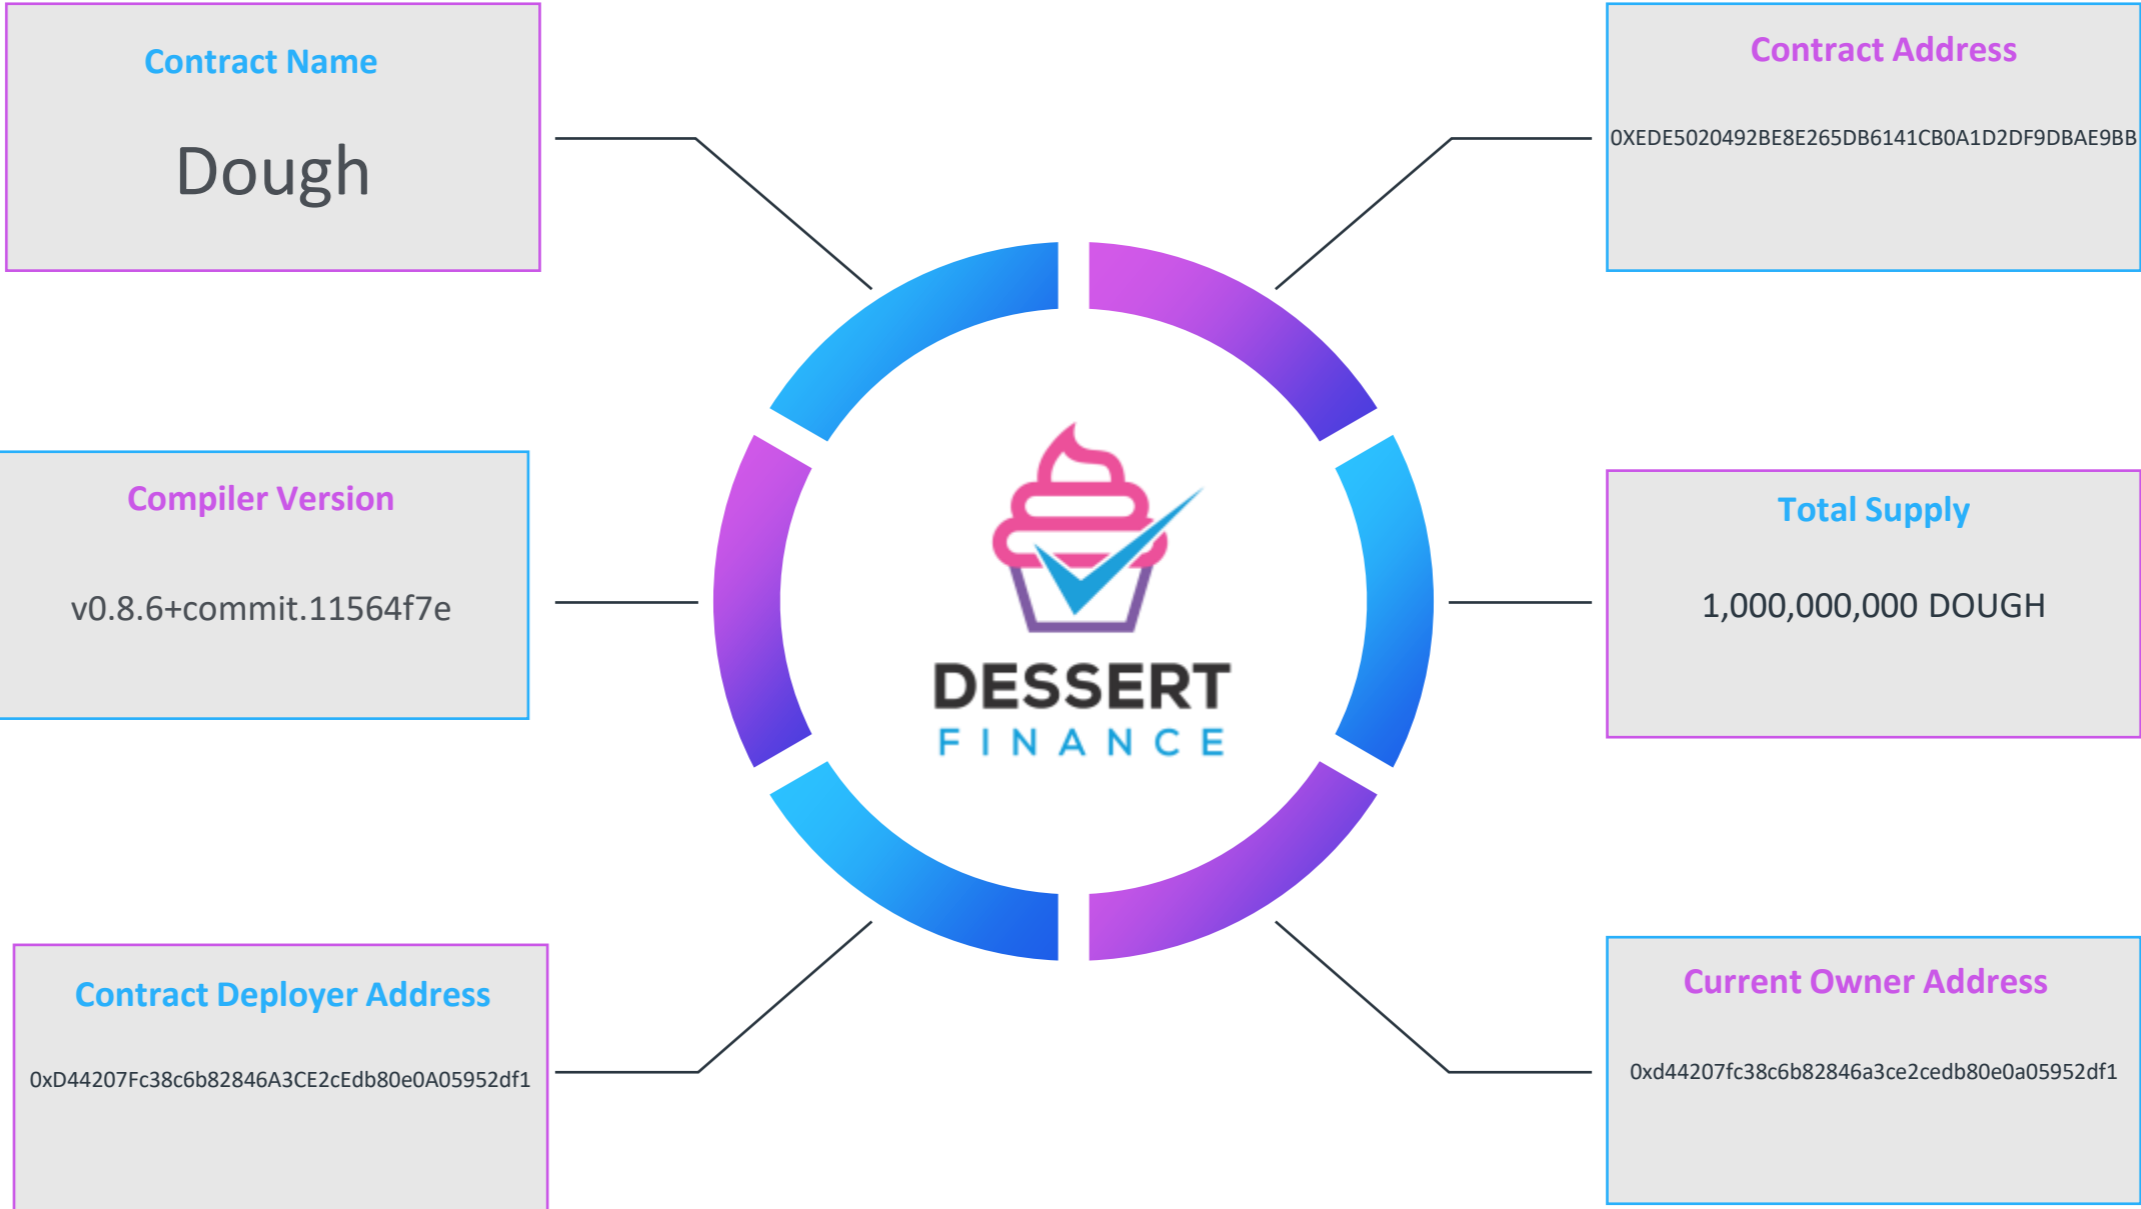 Contract Name
Dough
Contract Address
0XEDE5020492BE8E265DB6141CB0A1D2DF9DBAE9BB
Compiler Version
v0.8.6+commit.11564f7e
Total Supply
1,000,000,000 DOUGH
DESSERT
FINANCE
Contract Deployer Address
0xD44207Fc38c6b82846A3CE2cEdb80e0A05952df1
Current Owner Address
0xd44207fc38c6b82846a3ce2cedb80e0a05952df1